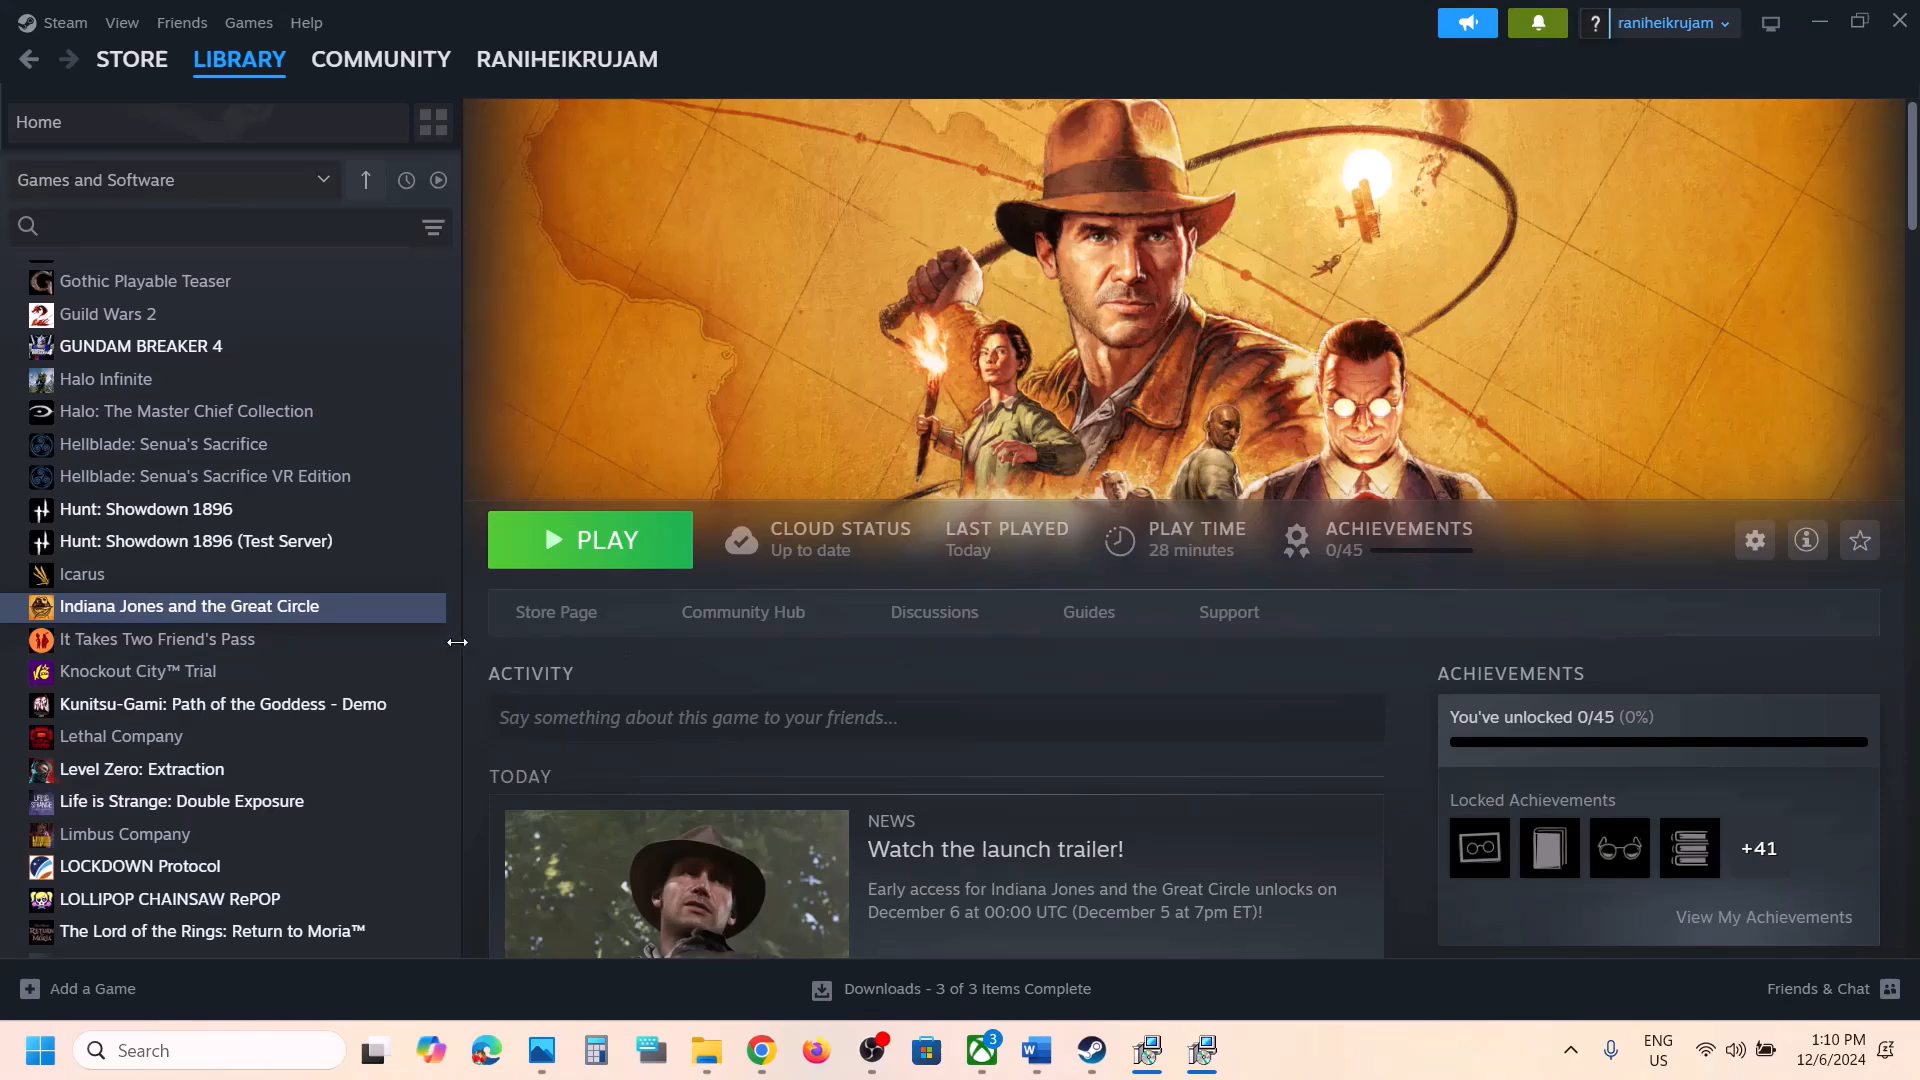 Steam View Friends Games Help
? raniheikrujam
STORE LIBRARY COMMUNITY RANIHEIKRUJAM
Home
Games and Software
Gothic Playable Teaser
Guild Wars 2
GUNDAM BREAKER 4
Halo Infinite
Halo: The Master Chief Collection
Hellblade: Senua's Sacrifice
Hellblade: Senua's Sacrifice VR Edition
Hunt: Showdown 1896
Hunt: Showdown 1896 (Test Server)
Icarus
Indiana Jones and the Great Circle
It Takes Two Friend's Pass
Knockout City™ Trial
Kunitsu-Gami: Path of the Goddess - Demo
Lethal Company
Level Zero: Extraction
Life is Strange: Double Exposure
Limbus Company
LOCKDOWN Protocol
LOLLIPOP CHAINSAW RePOP
The Lord of the Rings: Return to Moria™
PLAY
CLOUD STATUS
Up to date
LAST PLAYED
Today
PLAY TIME
28 minutes
ACHIEVEMENTS
0/45
Store Page Community Hub Discussions Guides Support
ACTIVITY
Say something about this game to your friends...
TODAY
NEWS
Watch the launch trailer!
Early access for Indiana Jones and the Great Circle unlocks on
December 6 at 00:00 UTC (December 5 at 7pm ET)!
ACHIEVEMENTS
You've unlocked 0/45 (0%)
Locked Achievements
+41
View My Achievements
Add a Game
Downloads - 3 of 3 Items Complete
Friends & Chat
Search
3
ENG
US
1:10 PM
12/6/2024